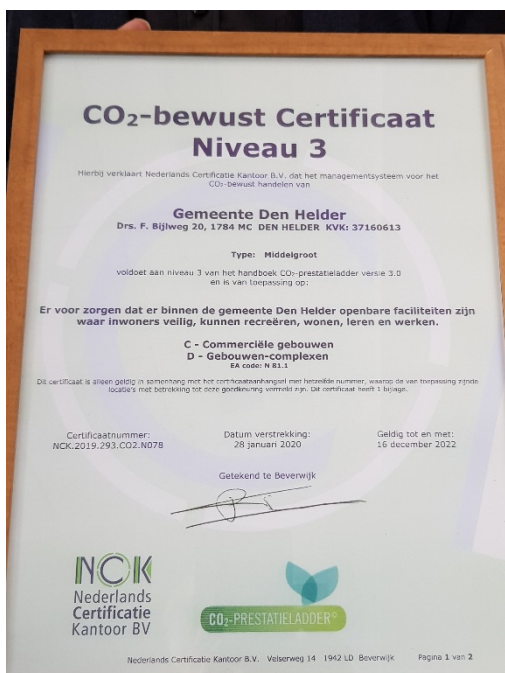 CO₂-bewust Certificaat
Niveau 3
Hierbij verklaart Nederlands Certificatie Kantoor B.V. dat het managementsysteem voor het
CO₂-bewust handelen van
Gemeente Den Helder
Drs. F. Bijlweg 20, 1784 MC DEN HELDER KVK: 37160613
Type: Middelgroot
voldoet aan niveau 3 van het handboek CO₂-prestatieladder versie 3.0
en is van toepassing op:
Er voor zorgen dat er binnen de gemeente Den Helder openbare faciliteiten zijn
waar inwoners veilig, kunnen recreëren, wonen, leren en werken.
C - Commerciële gebouwen
D - Gebouwen-complexen
EA code: N 81.1
Dit certificaat is alleen geldig in samenhang met het certificaataanhangsel met hetzelfde nummer, waarop de van toepassing zijnde
locatie's met betrekking tot deze goedkeuring vermeld zijn. Dit certificaat heeft 1 bijlage.
Certificaatnummer: Datum verstrekking: Geldig tot en met:
NCK.2019.293.CO2.N078 28 januari 2020 16 december 2022
Getekend te Beverwijk
NCK
Nederlands
Certificatie
Kantoor BV
CO₂-PRESTATIELADDER®
Nederlands Certificatie Kantoor B.V. Velserweg 14 1942 LD Beverwijk Pagina 1 van 2